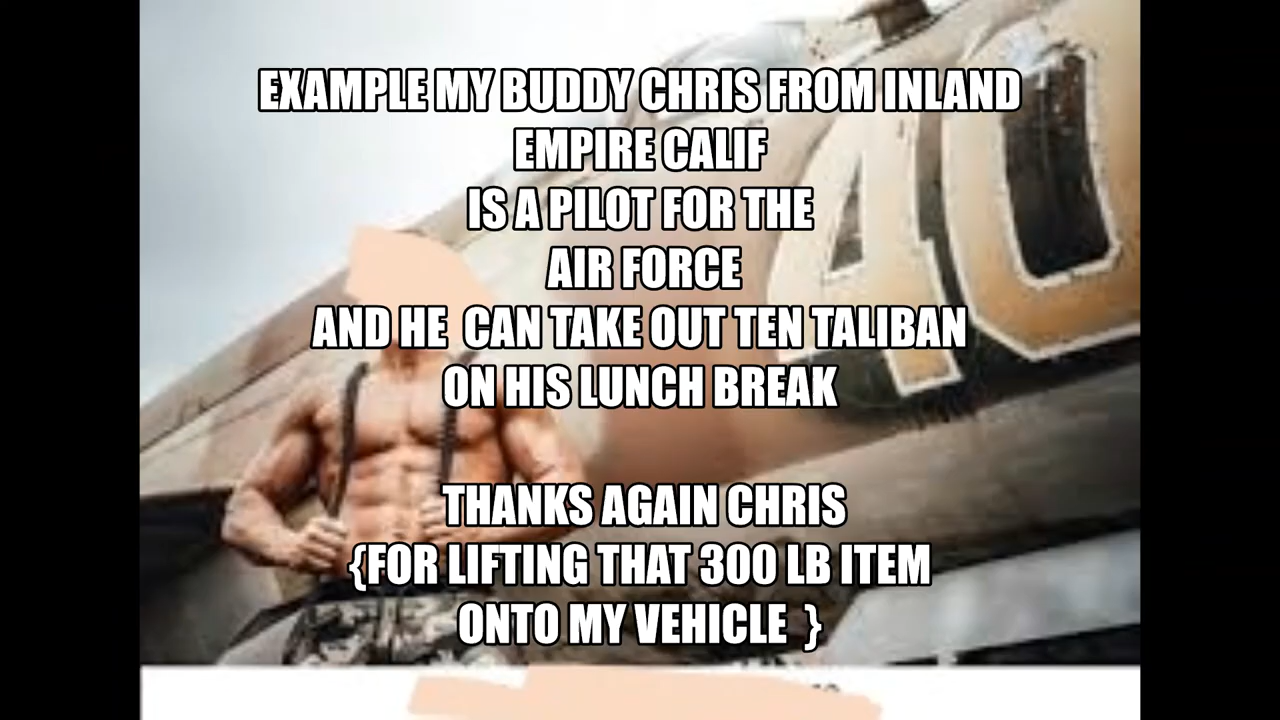 EXAMPLE MY BUDDY CHRIS FROM INLAND
EMPIRE CALIF
IS A PILOT FOR THE
AIR FORCE
AND HE CAN TAKE OUT TEN TALIBAN
ON HIS LUNCH BREAK
THANKS AGAIN CHRIS
{FOR LIFTING THAT 300 LB ITEM
ONTO MY VEHICLE }
40